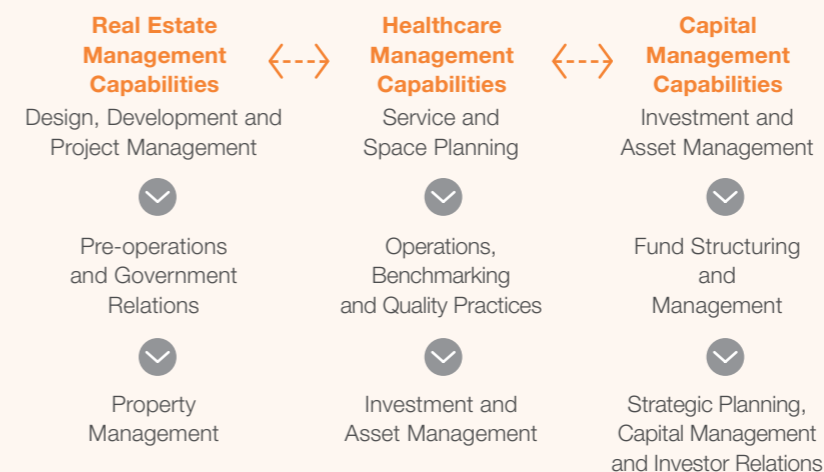 Real Estate
Management
Capabilities
Design, Development and
Project Management
Pre-operations
and Government
Relations
Property
Management
Healthcare
Management
Capabilities
Service and
Space Planning
Operations,
Benchmarking
and Quality Practices
Investment and
Asset Management
Capital
Management
Capabilities
Investment and
Asset Management
Fund Structuring
and
Management
Strategic Planning,
Capital Management
and Investor Relations